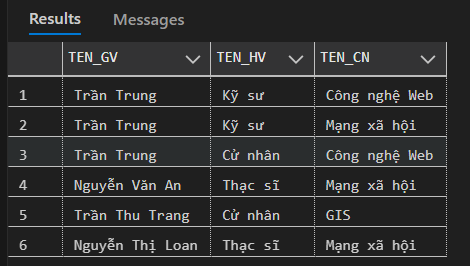 Results Messages
TEN_GV TEN_HV TEN_CN
1 Trần Trung Kỹ sư Công nghệ Web
2 Trần Trung Kỹ sư Mạng xã hội
3 Trần Trung Cử nhân Công nghệ Web
4 Nguyễn Văn An Thạc sĩ Mạng xã hội
5 Trần Thu Trang Cử nhân GIS
6 Nguyễn Thị Loan Thạc sĩ Mạng xã hội